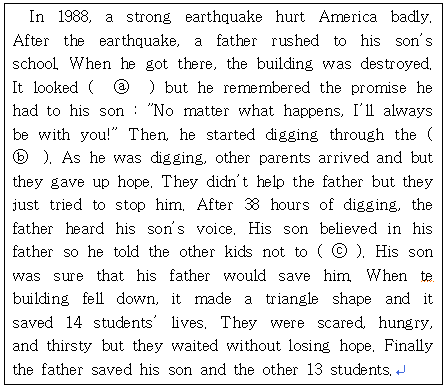 In 1988, a strong earthquake hurt America badly.
After the earthquake, a father rushed to his son's
school. When he got there, the building was destroyed.
It looked ( ⓐ ) but he remembered the promise he
had to his son : "No matter what happens, I'll always
be with you!" Then, he started digging through the (
ⓑ ). As he was digging, other parents arrived and but
they gave up hope. They didn't help the father but they
just tried to stop him. After 38 hours of digging, the
father heard his son's voice. His son believed in his
father so he told the other kids not to ( ⓒ ). His son
was sure that his father would save him. When te
building fell down, it made a triangle shape and it
saved 14 students' lives. They were scared, hungry,
and thirsty but they waited without losing hope. Finally
the father saved his son and the other 13 students.↵